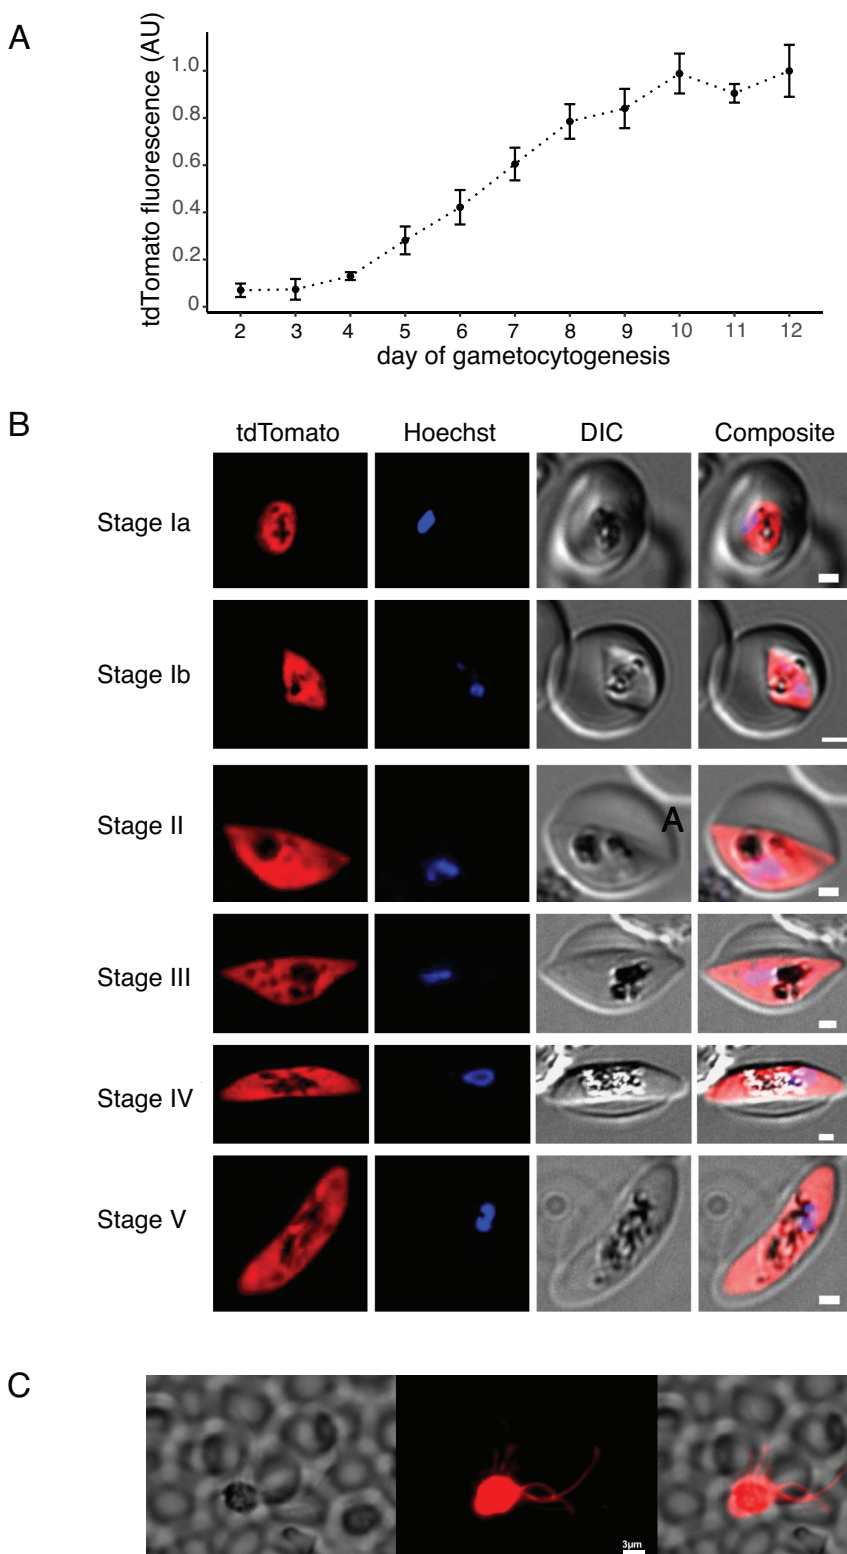 A
tdTomato fluorescence (AU)
1.0
0.8
0.6
0.4
0.2
0
2 3 4 5 6 7 8 9 10 11 12
day of gametocytogenesis
B
tdTomato Hoechst DIC Composite
Stage Ia
Stage Ib
Stage II
A
Stage III
Stage IV
Stage V
C
3µm